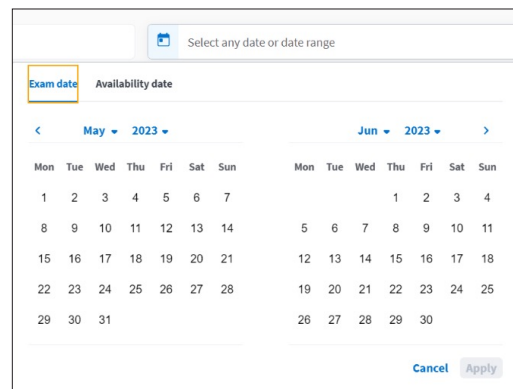 Select any date or date range
Exam date Availability date
May 2023
Mon Tue Wed Thu Fri Sat Sun
1 2 3 4 5 6 7
8 9 10 11 12 13 14
15 16 17 18 19 20 21
22 23 24 25 26 27 28
29 30 31
Jun 2023
Mon Tue Wed Thu Fri Sat Sun
1 2 3 4
5 6 7 8 9 10 11
12 13 14 15 16 17 18
19 20 21 22 23 24 25
26 27 28 29 30
Cancel Apply